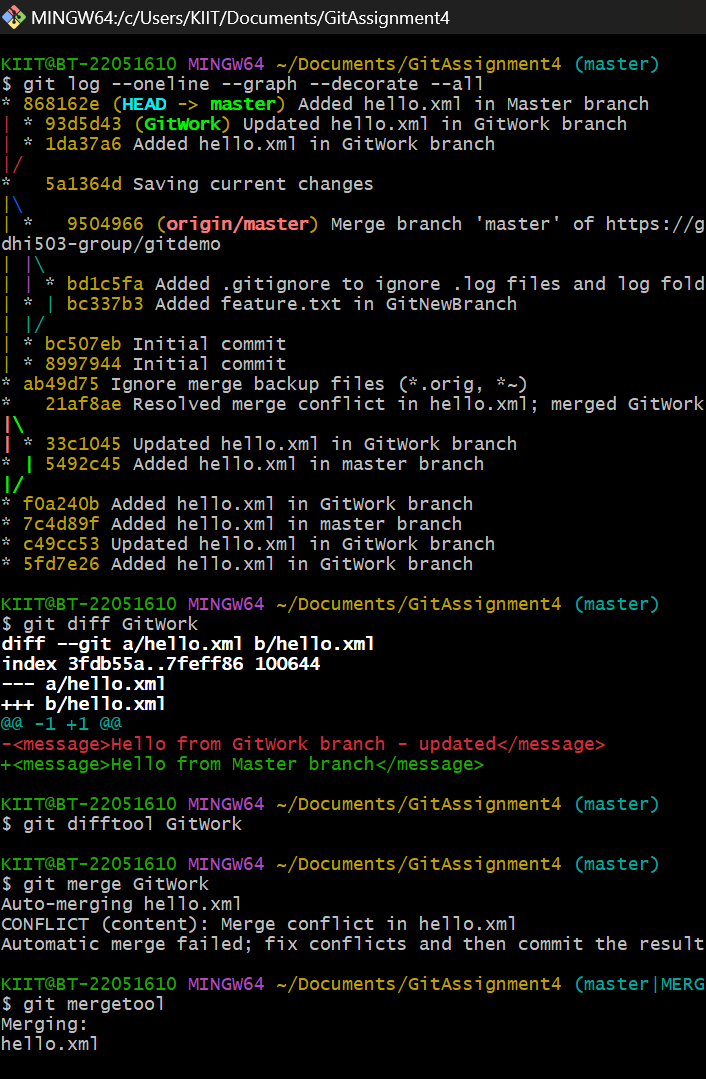 MINGW64:/c/Users/KIIT/Documents/GitAssignment4
KIIT@BT-22051610 MINGW64 ~/Documents/GitAssignment4 (master)
$ git log --oneline --graph --decorate --all
* 868162e (HEAD -> master) Added hello.xml in Master branch
| * 93d5d43 (GitWork) Updated hello.xml in GitWork branch
| * 1da37a6 Added hello.xml in GitWork branch
|/
*   5a1364d Saving current changes
|\
| *   9504966 (origin/master) Merge branch 'master' of https://g
dhi503-group/gitdemo
| |\
| | * bd1c5fa Added .gitignore to ignore .log files and log fold
| * | bc337b3 Added feature.txt in GitNewBranch
| |/
| * bc507eb Initial commit
| * 8997944 Initial commit
* ab49d75 Ignore merge backup files (*.orig, *~)
*   21af8ae Resolved merge conflict in hello.xml; merged GitWork
|\
| * 33c1045 Updated hello.xml in GitWork branch
* | 5492c45 Added hello.xml in master branch
|/
* f0a240b Added hello.xml in GitWork branch
* 7c4d89f Added hello.xml in master branch
* c49cc53 Updated hello.xml in GitWork branch
* 5fd7e26 Added hello.xml in GitWork branch
KIIT@BT-22051610 MINGW64 ~/Documents/GitAssignment4 (master)
$ git diff GitWork
diff --git a/hello.xml b/hello.xml
index 3fdb55a..7feff86 100644
--- a/hello.xml
+++ b/hello.xml
@@ -1 +1 @@
-<message>Hello from GitWork branch - updated</message>
+<message>Hello from Master branch</message>
KIIT@BT-22051610 MINGW64 ~/Documents/GitAssignment4 (master)
$ git difftool GitWork
KIIT@BT-22051610 MINGW64 ~/Documents/GitAssignment4 (master)
$ git merge GitWork
Auto-merging hello.xml
CONFLICT (content): Merge conflict in hello.xml
Automatic merge failed; fix conflicts and then commit the result
KIIT@BT-22051610 MINGW64 ~/Documents/GitAssignment4 (master|MERG
$ git mergetool
Merging:
hello.xml